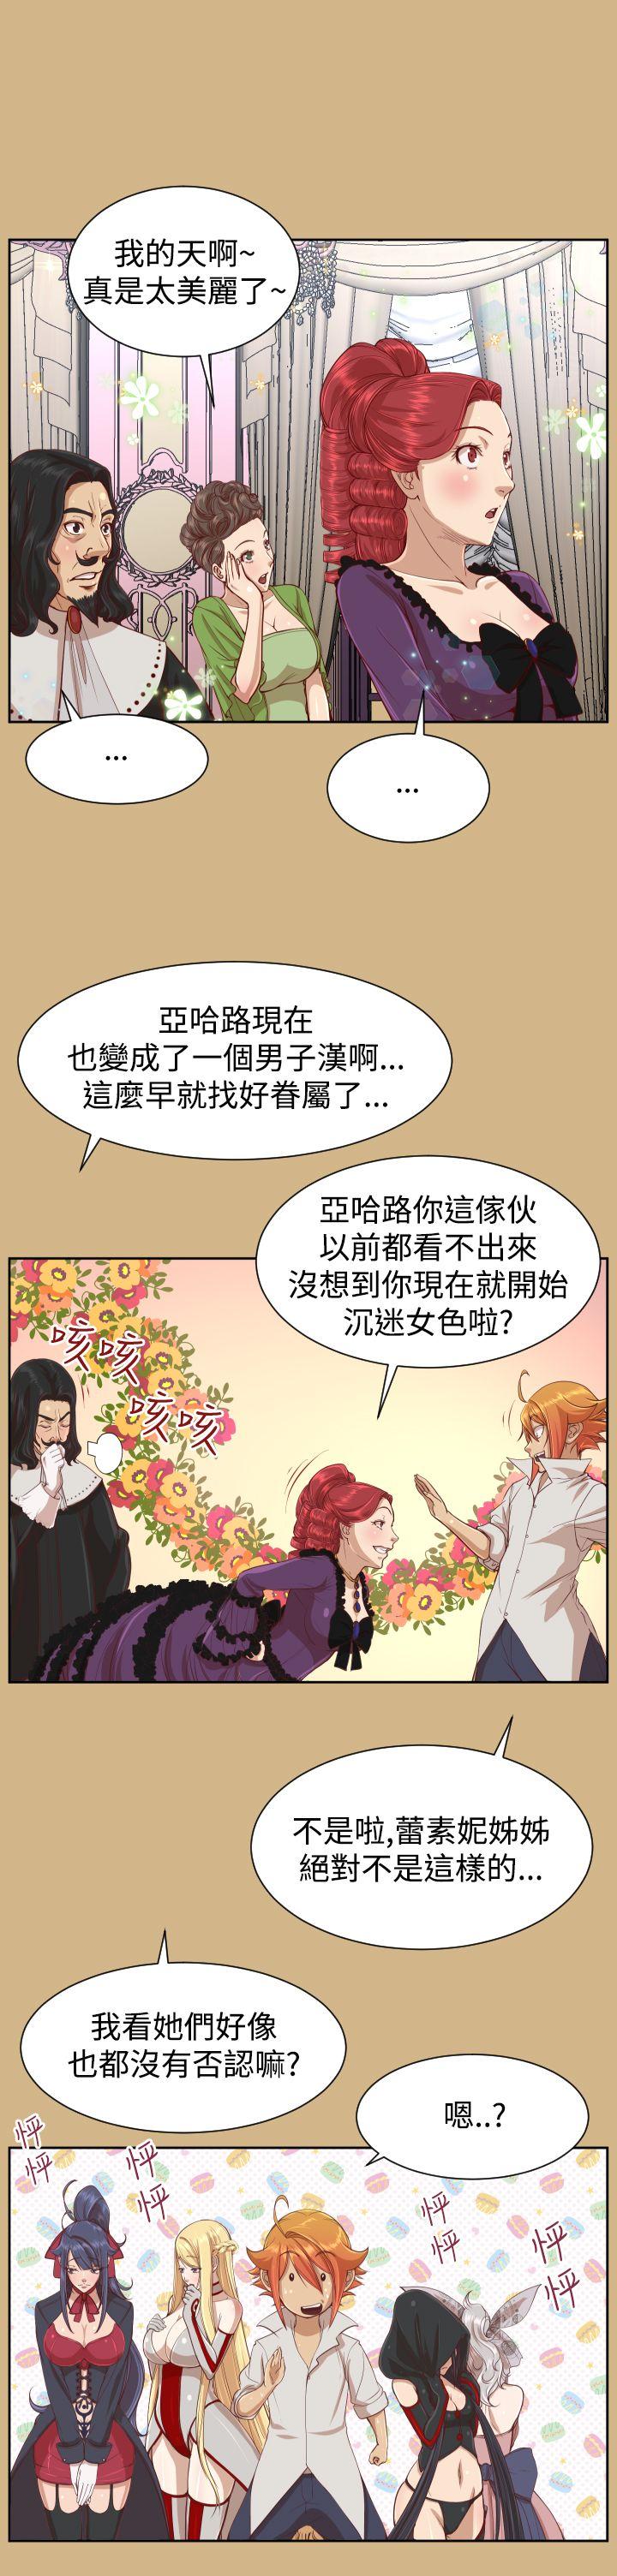 我的天啊~
真是太美麗了~
...
...
亞哈路現在
也變成了一個男子漢啊...
這麼早就找好眷屬了...
亞哈路你這傢伙
以前都看不出來
沒想到你現在就開始
沉迷女色啦?
咳咳
咳咳
不是啦,蕾素妮姊姊
絕對不是這樣的...
我看她們好像
也都沒有否認嘛?
嗯..?
怦
怦
怦
怦
怦
怦
怦
怦